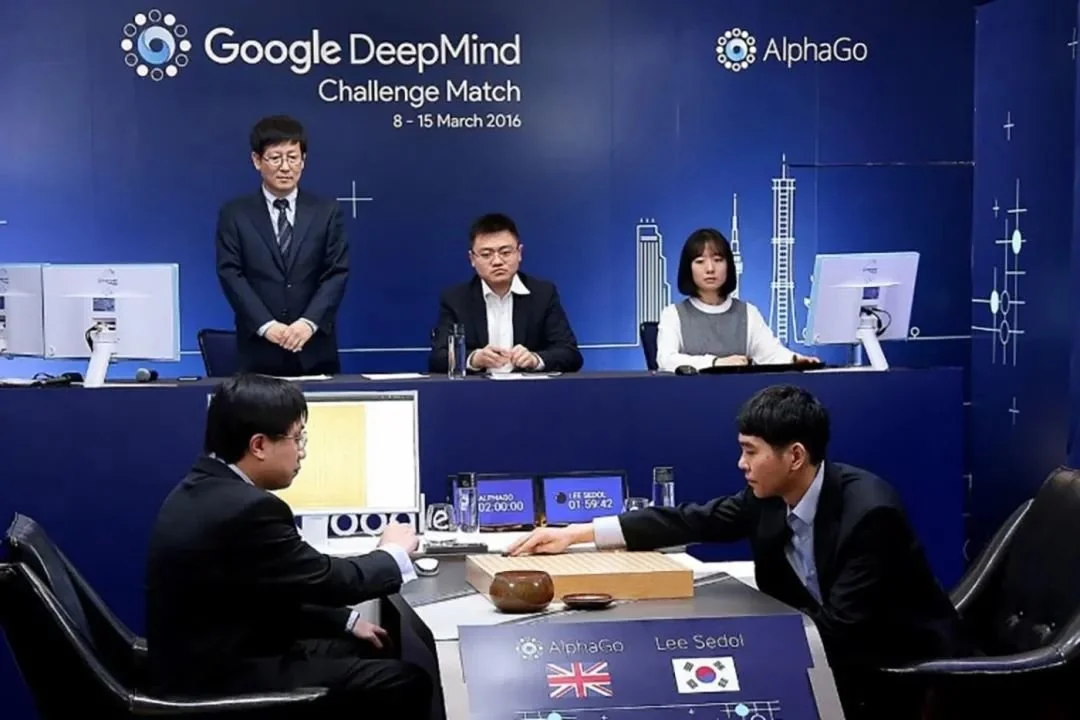 Google DeepMind
Challenge Match
8 - 15 March 2016
AlphaGo
ALPHAGO
02:00:00
LEE SEDOL
01:59:42
Google
AlphaGo
Lee Sedol